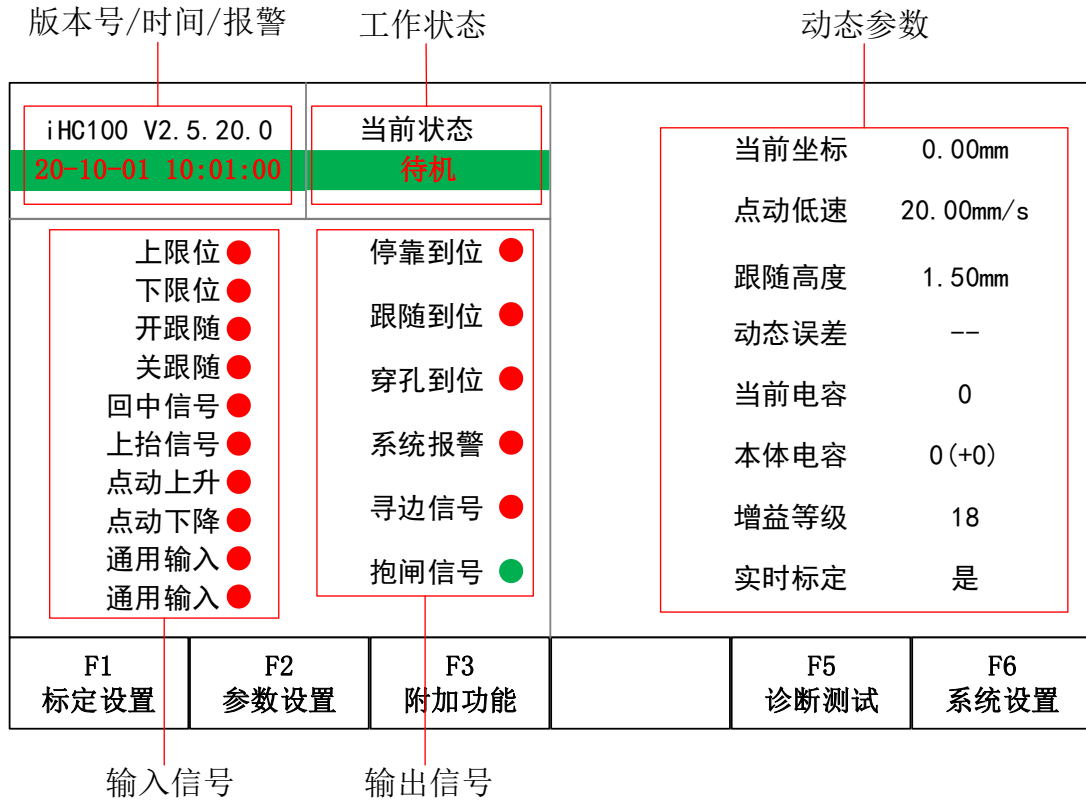 版本号/时间/报警
工作状态
动态参数
iHC100 V2.5.20.0
20-10-01 10:01:00
当前状态
待机
上限位
下限位
开跟随
关跟随
回中信号
上抬信号
点动上升
点动下降
通用输入
通用输入
停靠到位
跟随到位
穿孔到位
系统报警
寻边信号
抱闸信号
当前坐标 0.00mm
点动低速 20.00mm/s
跟随高度 1.50mm
动态误差 --
当前电容 0
本体电容 0(+0)
增益等级 18
实时标定 是
F1
标定设置
F2
参数设置
F3
附加功能
F5
诊断测试
F6
系统设置
输入信号
输出信号